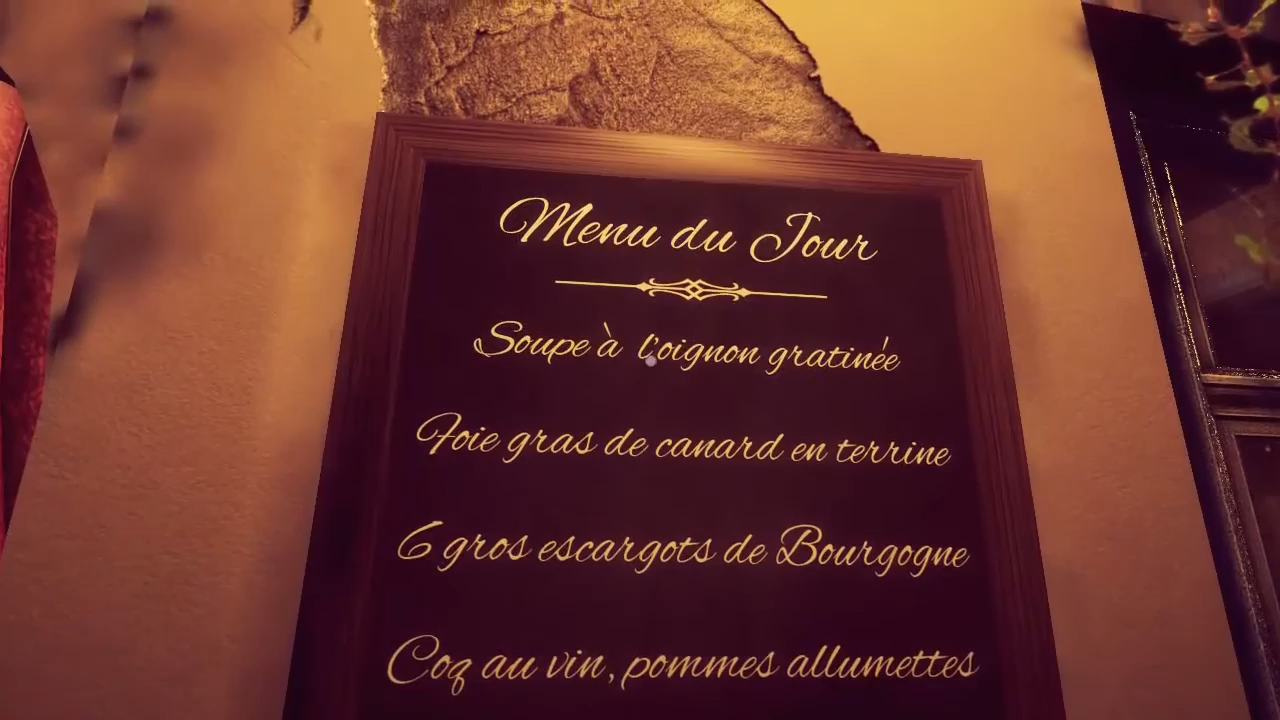 Menu du Jour
Soupe à l'oignon gratinée
Foie gras de canard en terrine
6 gros escargots de Bourgogne
Coq au vin, pommes allumettes